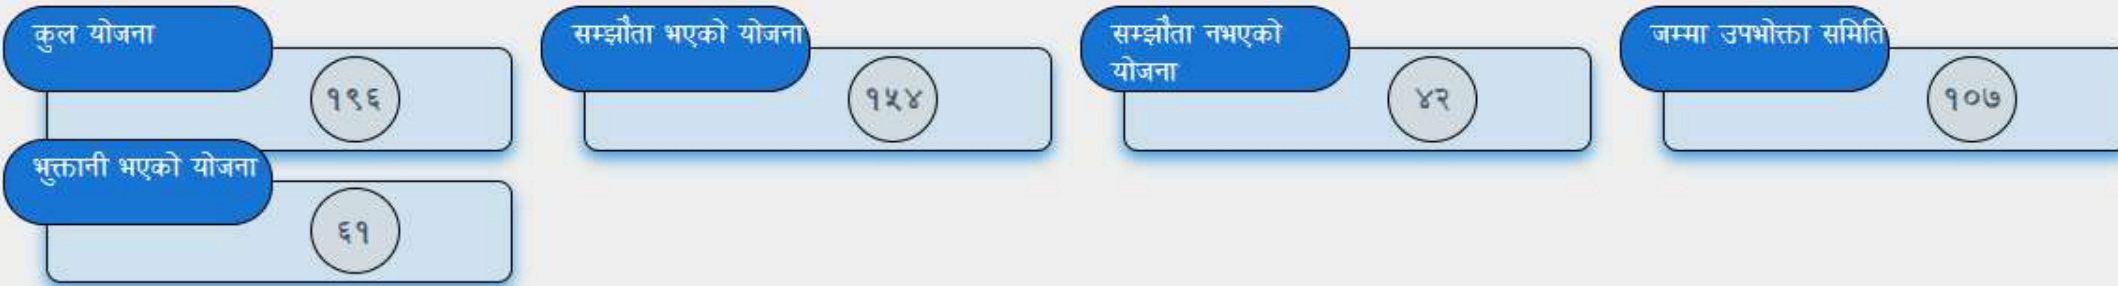 कुल योजना
१९६
सम्झौता भएको योजना
१५४
सम्झौता नभएको
योजना
४२
जम्मा उपभोक्ता समिति
१०७
भुक्तानी भएको योजना
६१